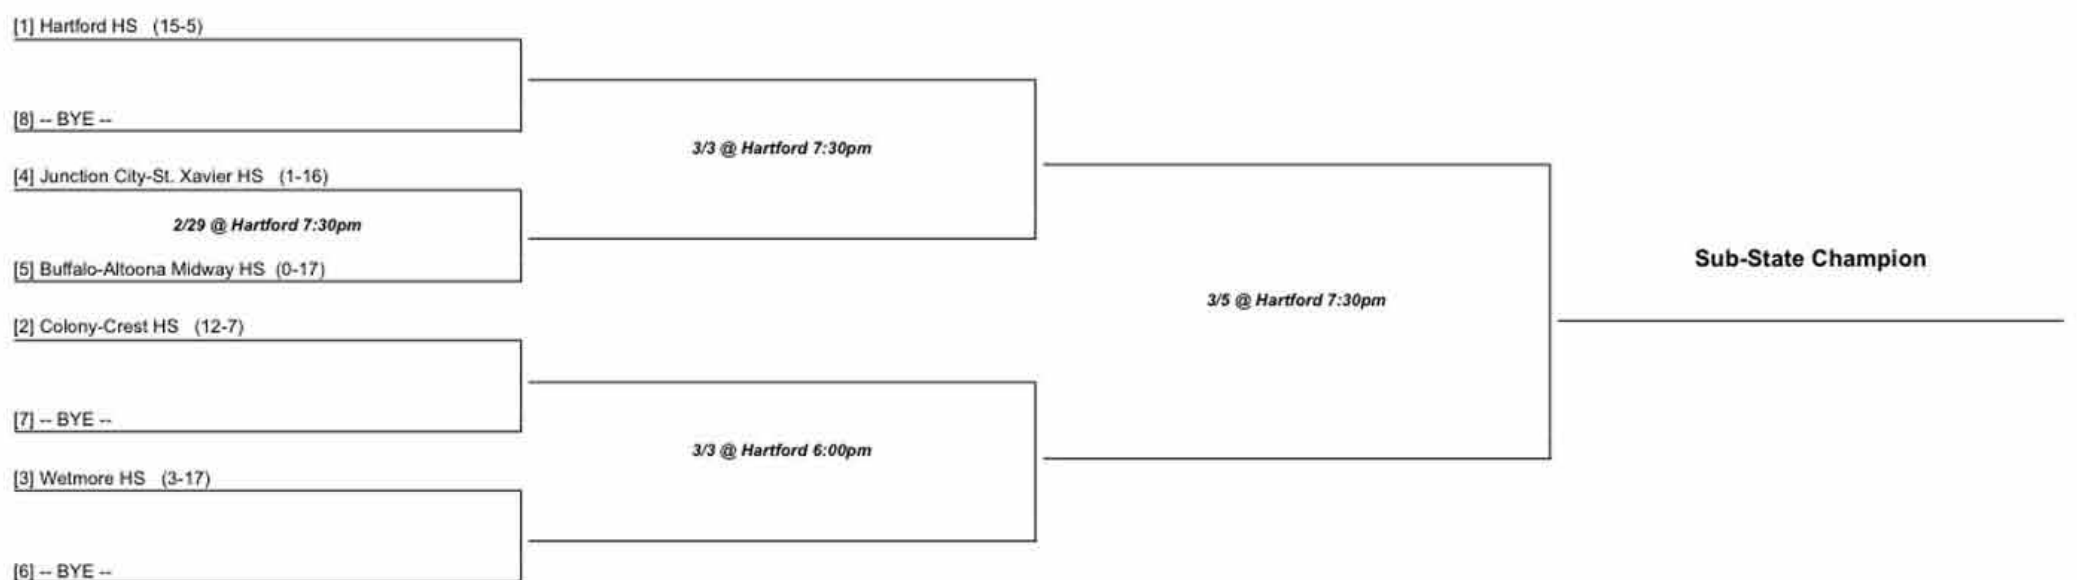 [1] Hartford HS (15-5)
[8] -- BYE --
3/3 @ Hartford 7:30pm
[4] Junction City-St. Xavier HS (1-16)
2/29 @ Hartford 7:30pm
[5] Buffalo-Altoona Midway HS (0-17)
Sub-State Champion
3/5 @ Hartford 7:30pm
[2] Colony-Crest HS (12-7)
[7] -- BYE --
3/3 @ Hartford 6:00pm
[3] Wetmore HS (3-17)
[6] -- BYE --